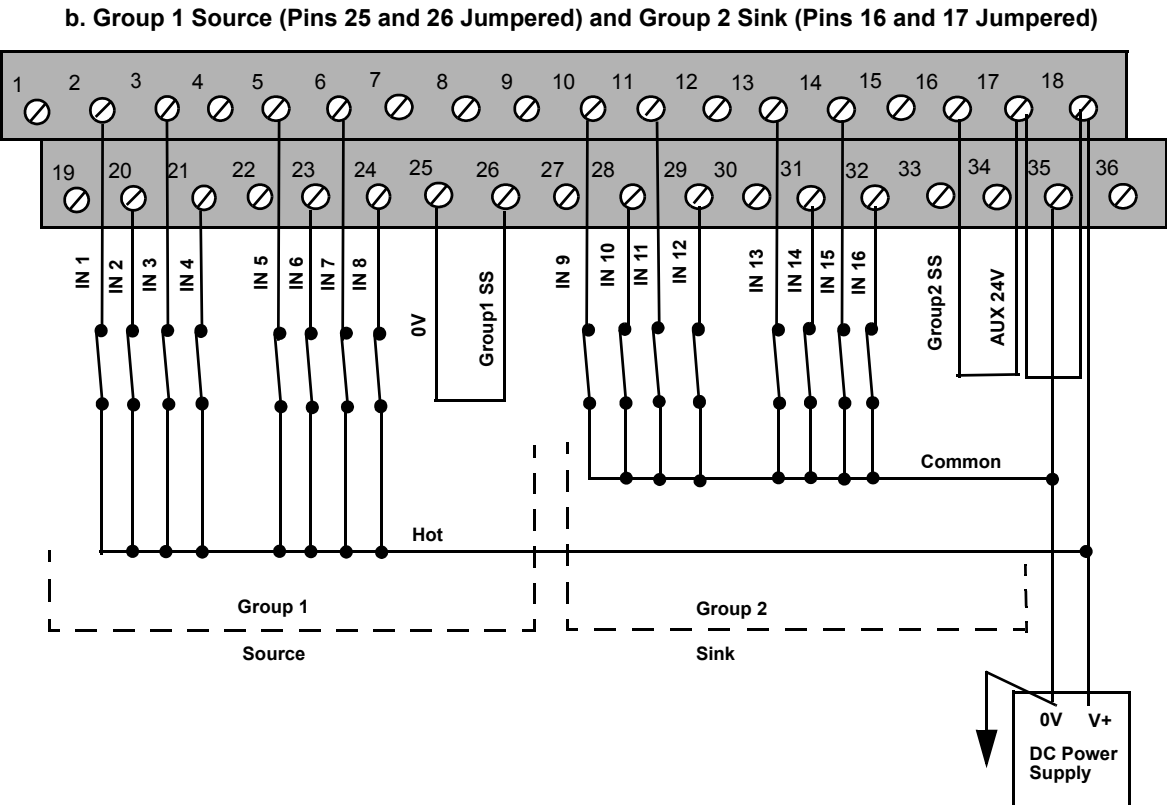 b. Group 1 Source (Pins 25 and 26 Jumpered) and Group 2 Sink (Pins 16 and 17 Jumpered)
1 2 3 4 5 6 7 8 9 10 11 12 13 14 15 16 17 18
19 20 21 22 23 24 25 26 27 28 29 30 31 32 33 34 35 36
IN 1
IN 2
IN 3
IN 4
IN 5
IN 6
IN 7
IN 8
0V
Group1 SS
IN 9
IN 10
IN 11
IN 12
IN 13
IN 14
IN 15
IN 16
Group2 SS
AUX 24V
Common
Hot
Group 1
Group 2
Source
Sink
0V V+
DC Power
Supply